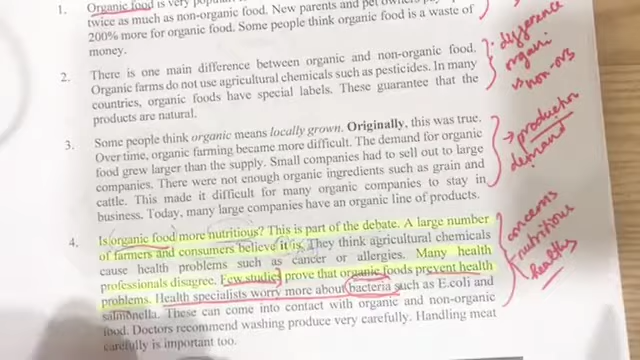 1. Organic food is very popular
twice as much as non-organic food. New parents and pet owners
200% more for organic food. Some people think organic food is a waste of
money.
2. There is one main difference between organic and non-organic food.
Organic farms do not use agricultural chemicals such as pesticides. In many
countries, organic foods have special labels. These guarantee that the
products are natural.
difference
organi
vs non-org
3. Some people think organic means locally grown. Originally, this was true.
Over time, organic farming became more difficult. The demand for organic
food grew larger than the supply. Small companies had to sell out to large
companies. There were not enough organic ingredients such as grain and
cattle. This made it difficult for many organic companies to stay in
business. Today, many large companies have an organic line of products.
→ production
demand
4. Is organic food more nutritious? This is part of the debate. A large number
of farmers and consumers believe it is. They think agricultural chemicals
cause health problems such as cancer or allergies. Many health
professionals disagree. Few studies prove that organic foods prevent health
problems. Health specialists worry more about bacteria such as E.coli and
salmonella. These can come into contact with organic and non-organic
food. Doctors recommend washing produce very carefully. Handling meat
carefully is important too.
concerns
nutritious
healthy